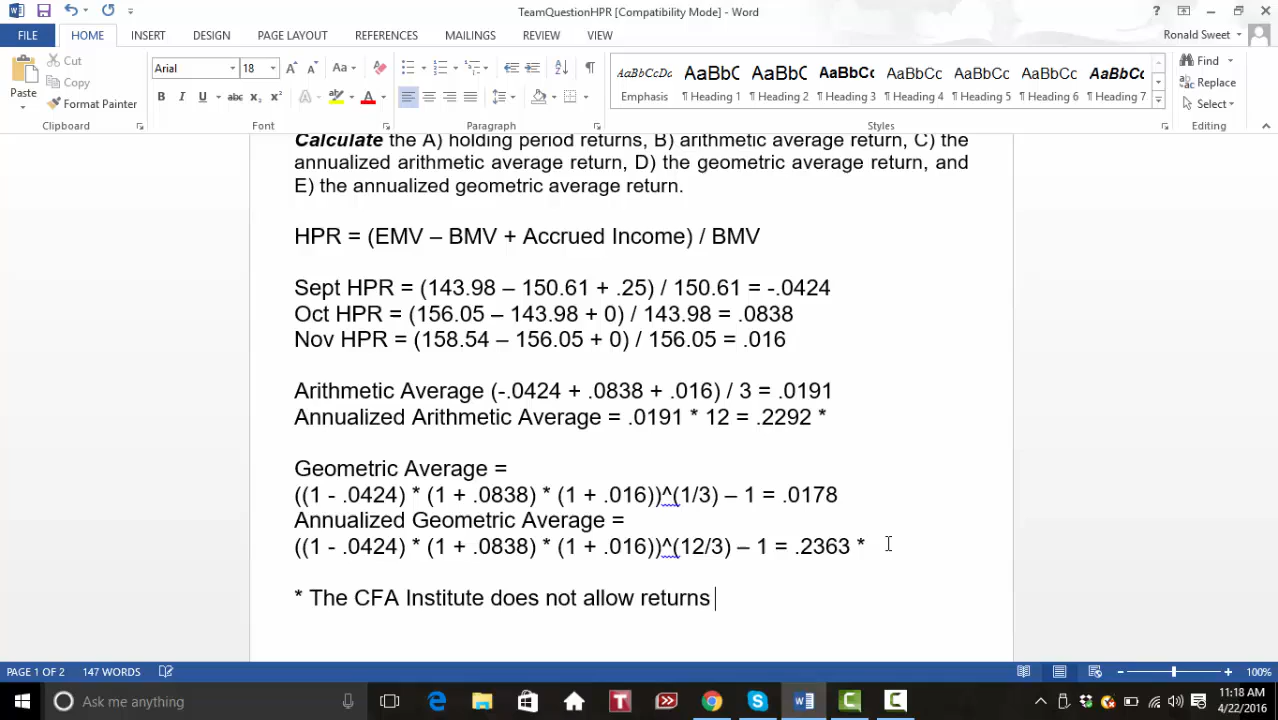 TeamQuestionHPR [Compatibility Mode] - Word
FILE HOME INSERT DESIGN PAGE LAYOUT REFERENCES MAILINGS REVIEW VIEW Ronald Sweet
Cut
Copy
Format Painter
Paste
Clipboard
Arial 18
Font
Paragraph
AaBbCcDc AaBbC AaBbC AaBbCc AaBbCc AaBbCc AaBbCc AaBbCc
Emphasis ¶ Heading 1 ¶ Heading 2 ¶ Heading 3 ¶ Heading 4 ¶ Heading 5 ¶ Heading 6 ¶ Heading 7
Styles
Find
Replace
Select
Editing
Calculate the A) holding period returns, B) arithmetic average return, C) the
annualized arithmetic average return, D) the geometric average return, and
E) the annualized geometric average return.
HPR = (EMV – BMV + Accrued Income) / BMV
Sept HPR = (143.98 – 150.61 + .25) / 150.61 = -.0424
Oct HPR = (156.05 – 143.98 + 0) / 143.98 = .0838
Nov HPR = (158.54 – 156.05 + 0) / 156.05 = .016
Arithmetic Average (-.0424 + .0838 + .016) / 3 = .0191
Annualized Arithmetic Average = .0191 * 12 = .2292 *
Geometric Average =
((1 - .0424) * (1 + .0838) * (1 + .016))^(1/3) – 1 = .0178
Annualized Geometric Average =
((1 - .0424) * (1 + .0838) * (1 + .016))^(12/3) – 1 = .2363 *
* The CFA Institute does not allow returns
PAGE 1 OF 2 147 WORDS 100%
Ask me anything
11:18 AM
4/22/2016